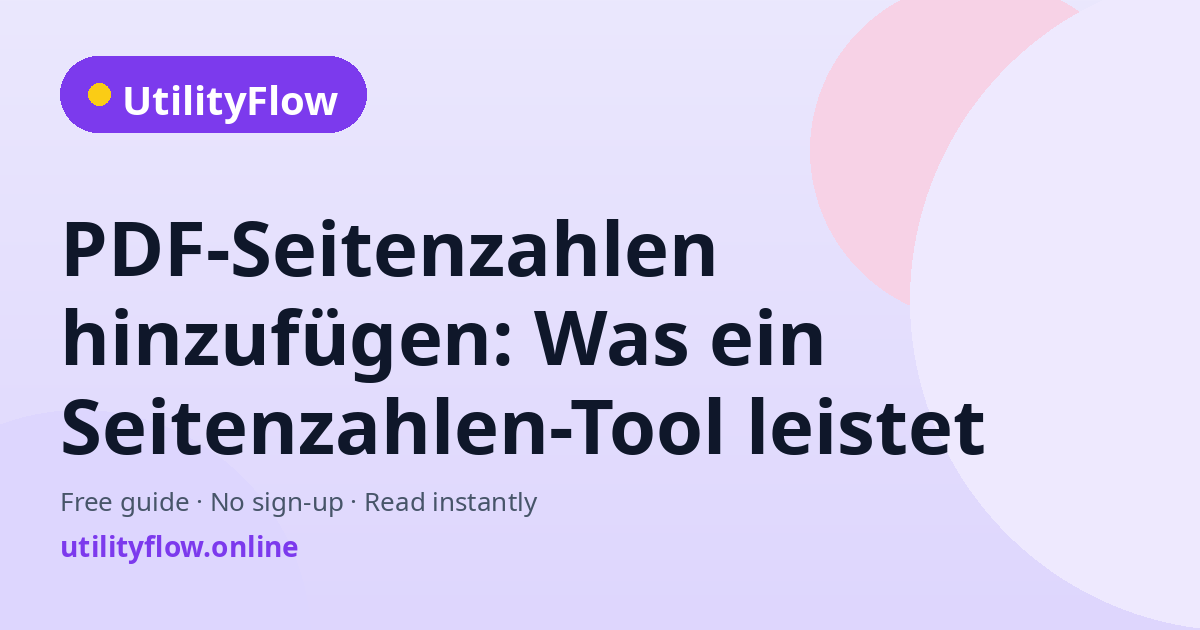 UtilityFlow
PDF-Seitenzahlen
hinzufügen: Was ein
Seitenzahlen-Tool leistet
Free guide · No sign-up · Read instantly
utilityflow.online